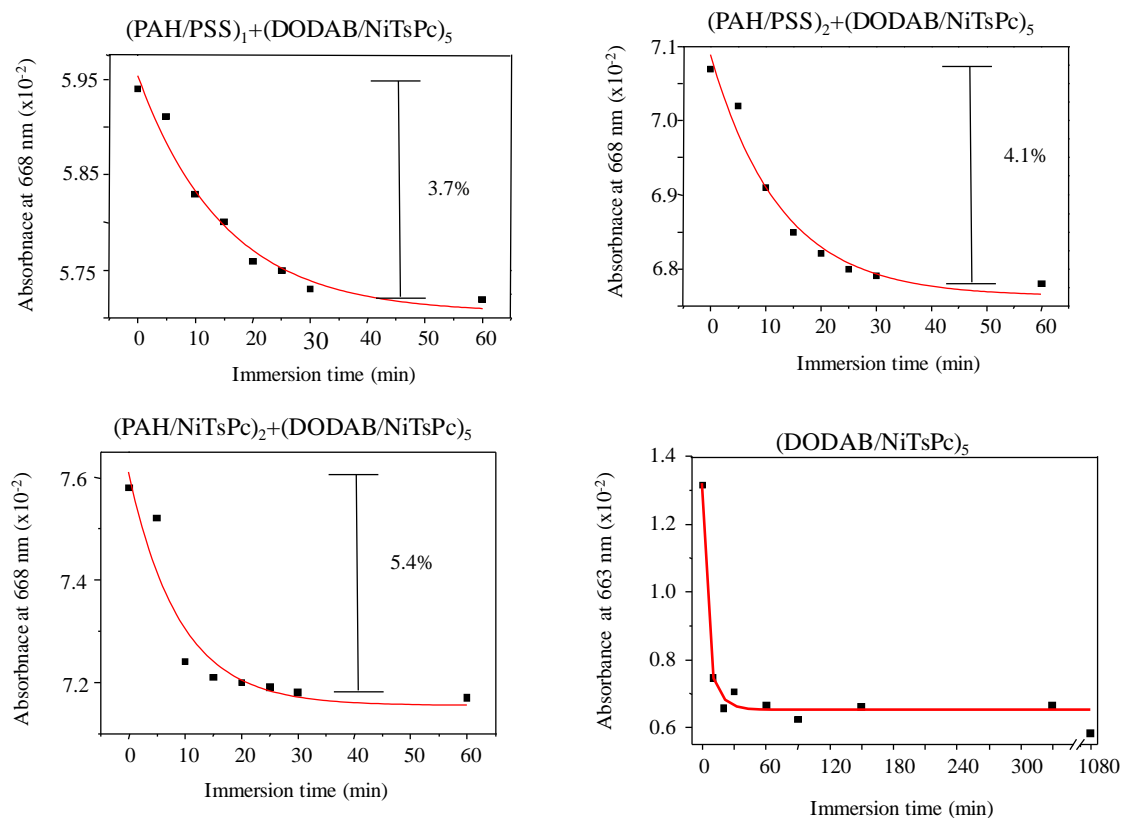 (PAH/PSS)₁+(DODAB/NiTsPc)₅
Absorbnace at 668 nm (x10⁻²)
5.95
5.85
5.75
3.7%
0 10 20 30 40 50 60
Immersion time (min)
(PAH/PSS)₂+(DODAB/NiTsPc)₅
Absorbnace at 668 nm (x10⁻²)
7.1
7.0
6.9
6.8
4.1%
0 10 20 30 40 50 60
Immersion time (min)
(PAH/NiTsPc)₂+(DODAB/NiTsPc)₅
Absorbnace at 668 nm (x10⁻²)
7.6
7.4
7.2
5.4%
0 10 20 30 40 50 60
Immersion time (min)
(DODAB/NiTsPc)₅
Absorbance at 663 nm (x10⁻²)
1.4
1.2
1.0
0.8
0.6
0 60 120 180 240 300 1080
Immersion time (min)